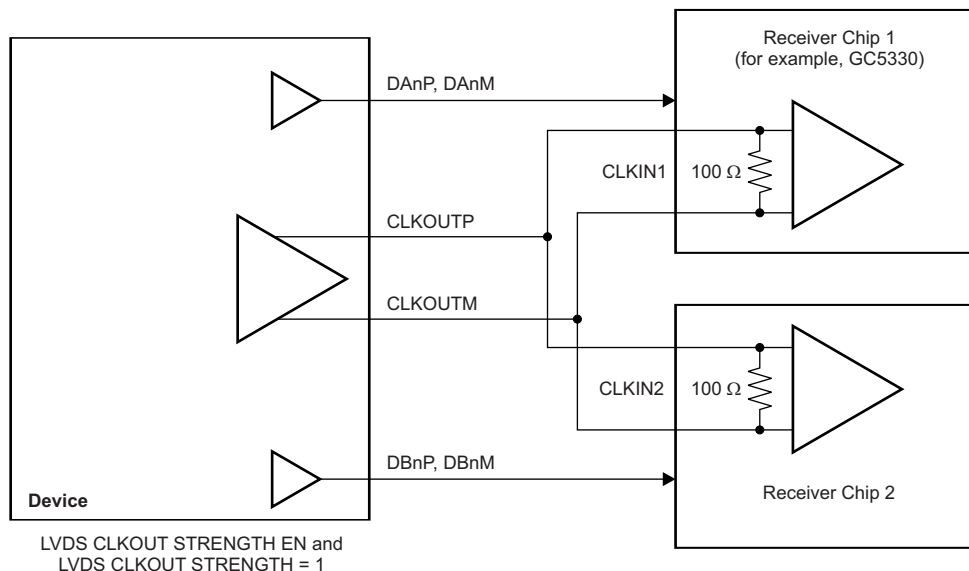 Receiver Chip 1
(for example, GC5330)
DAnP, DAnM
CLKIN1
100 Ω
CLKOUTP
CLKOUTM
CLKIN2
100 Ω
DBnP, DBnM
Device
Receiver Chip 2
LVDS CLKOUT STRENGTH EN and
LVDS CLKOUT STRENGTH = 1